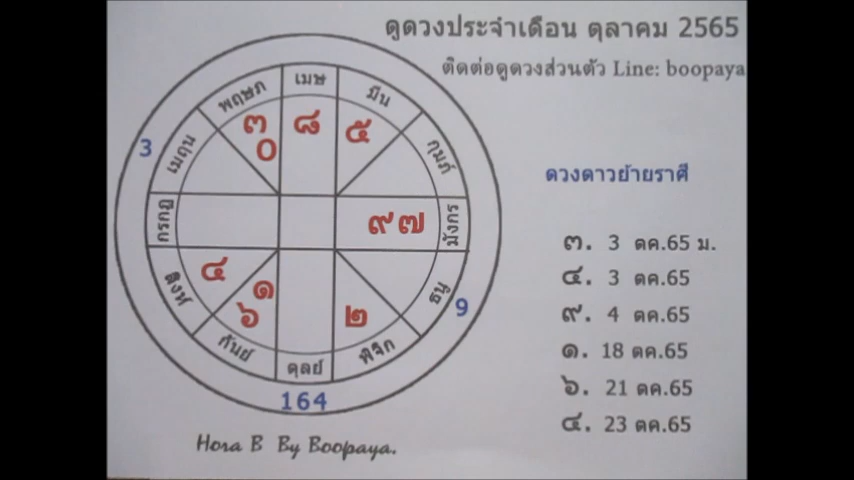 ดูดวงประจำเดือน ตุลาคม 2565
ติดต่อดูดวงส่วนตัว Line: boopaya
พฤษภ เมษ มีน
๓ ๘ ๕
0
3 เมถุน กุมภ์
กรกฎ ๙ ๗ มังกร
สิงห์ ๔ ๑ ธนู
๖ ๒ 9
กันย์ ตุลย์ พิจิก
164
Hora B By Boopaya.
ดวงดาวย้ายราศี
๓. 3 ตค.65 ม.
๔. 3 ตค.65
๙. 4 ตค.65
๑. 18 ตค.65
๖. 21 ตค.65
๔. 23 ตค.65